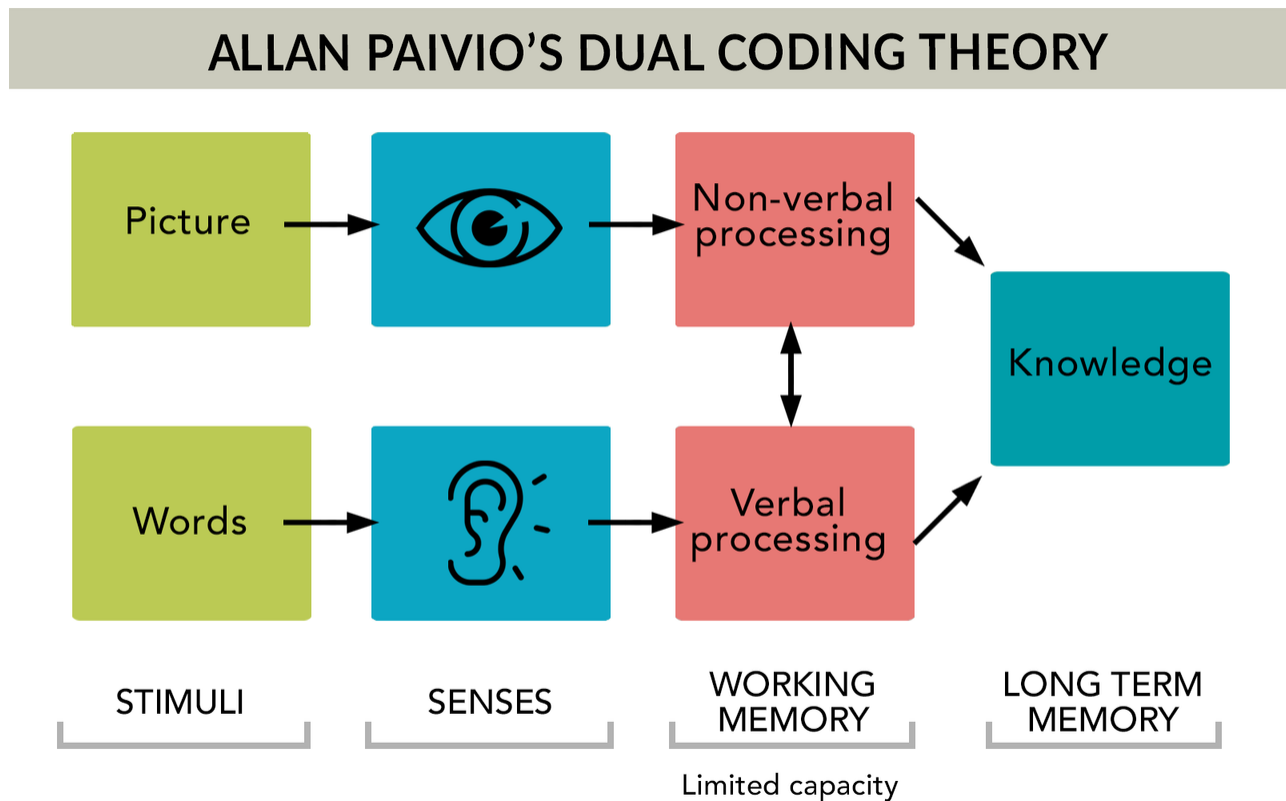 ALLAN PAIVIO'S DUAL CODING THEORY
Picture
Non-verbal
processing
Knowledge
Words
Verbal
processing
STIMULI
SENSES
WORKING
MEMORY
LONG TERM
MEMORY
Limited capacity